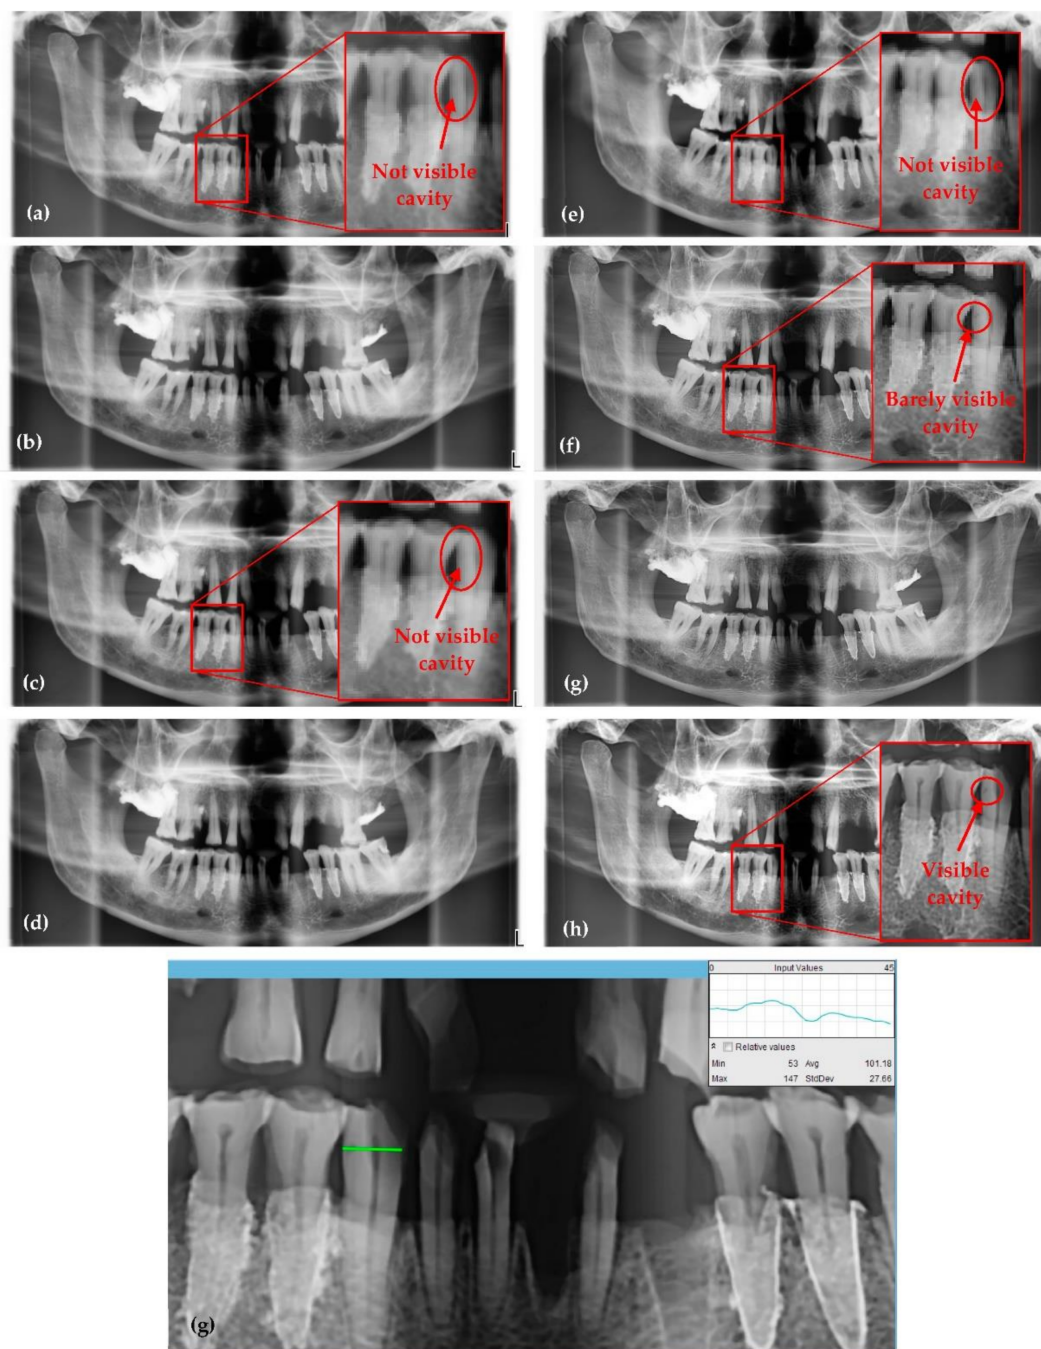 Not visible
cavity
(a)
Not visible
cavity
(e)
(b)
L
Barely visible
cavity
(f)
Not visible
cavity
(c)
L
(g)
(d)
L
Visible
cavity
(h)
0 Input Values 45
Relative values
Min 53 Avg 101.18
Max 147 StdDev 27.66
(g)